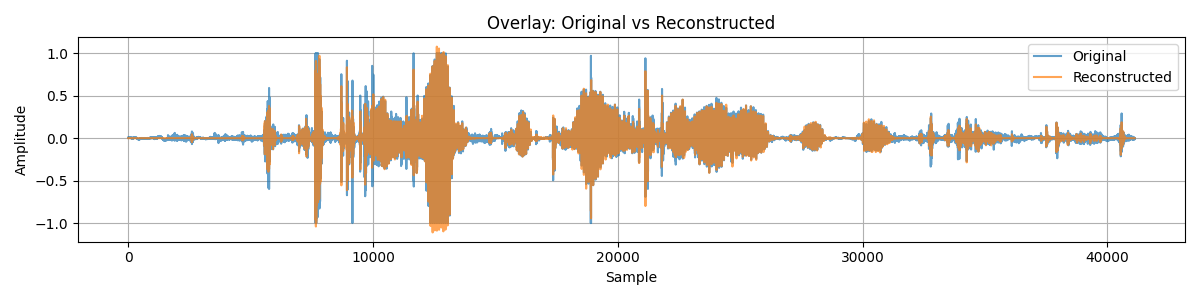 Overlay: Original vs Reconstructed
Original
Reconstructed
Amplitude
1.0
0.5
0.0
−0.5
−1.0
0 10000 20000 30000 40000
Sample